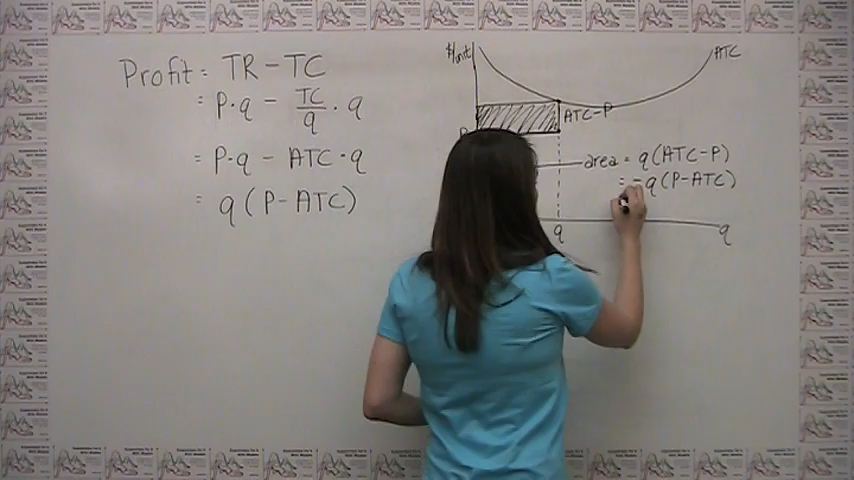 Profit = TR - TC
= P·q - TC/q · q
= P·q - ATC·q
= q(P-ATC)
$/unit
ATC
ATC-P
P
area = q(ATC-P)
= -q(P-ATC)
q
q